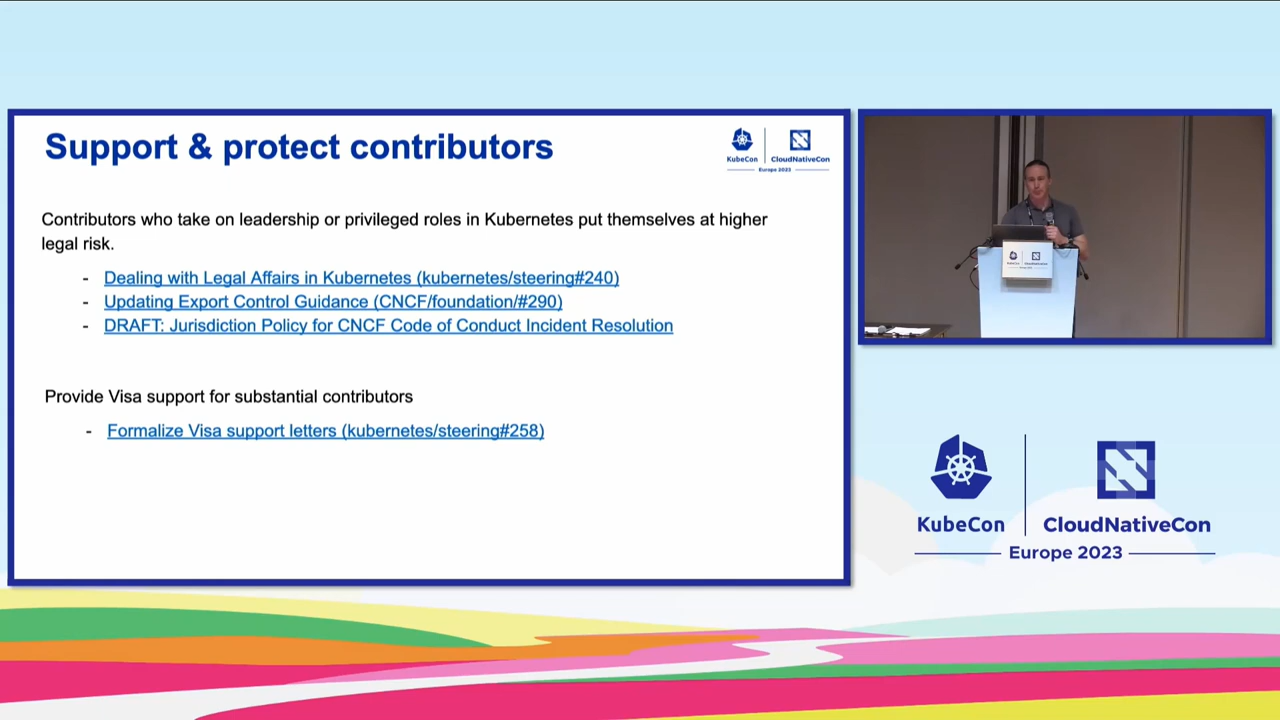 Support & protect contributors
KubeCon
CloudNativeCon
Europe 2023
Contributors who take on leadership or privileged roles in Kubernetes put themselves at higher
legal risk.
- Dealing with Legal Affairs in Kubernetes (kubernetes/steering#240)
- Updating Export Control Guidance (CNCF/foundation/#290)
- DRAFT: Jurisdiction Policy for CNCF Code of Conduct Incident Resolution
Provide Visa support for substantial contributors
- Formalize Visa support letters (kubernetes/steering#258)
KubeCon
CloudNativeCon
Europe 2023